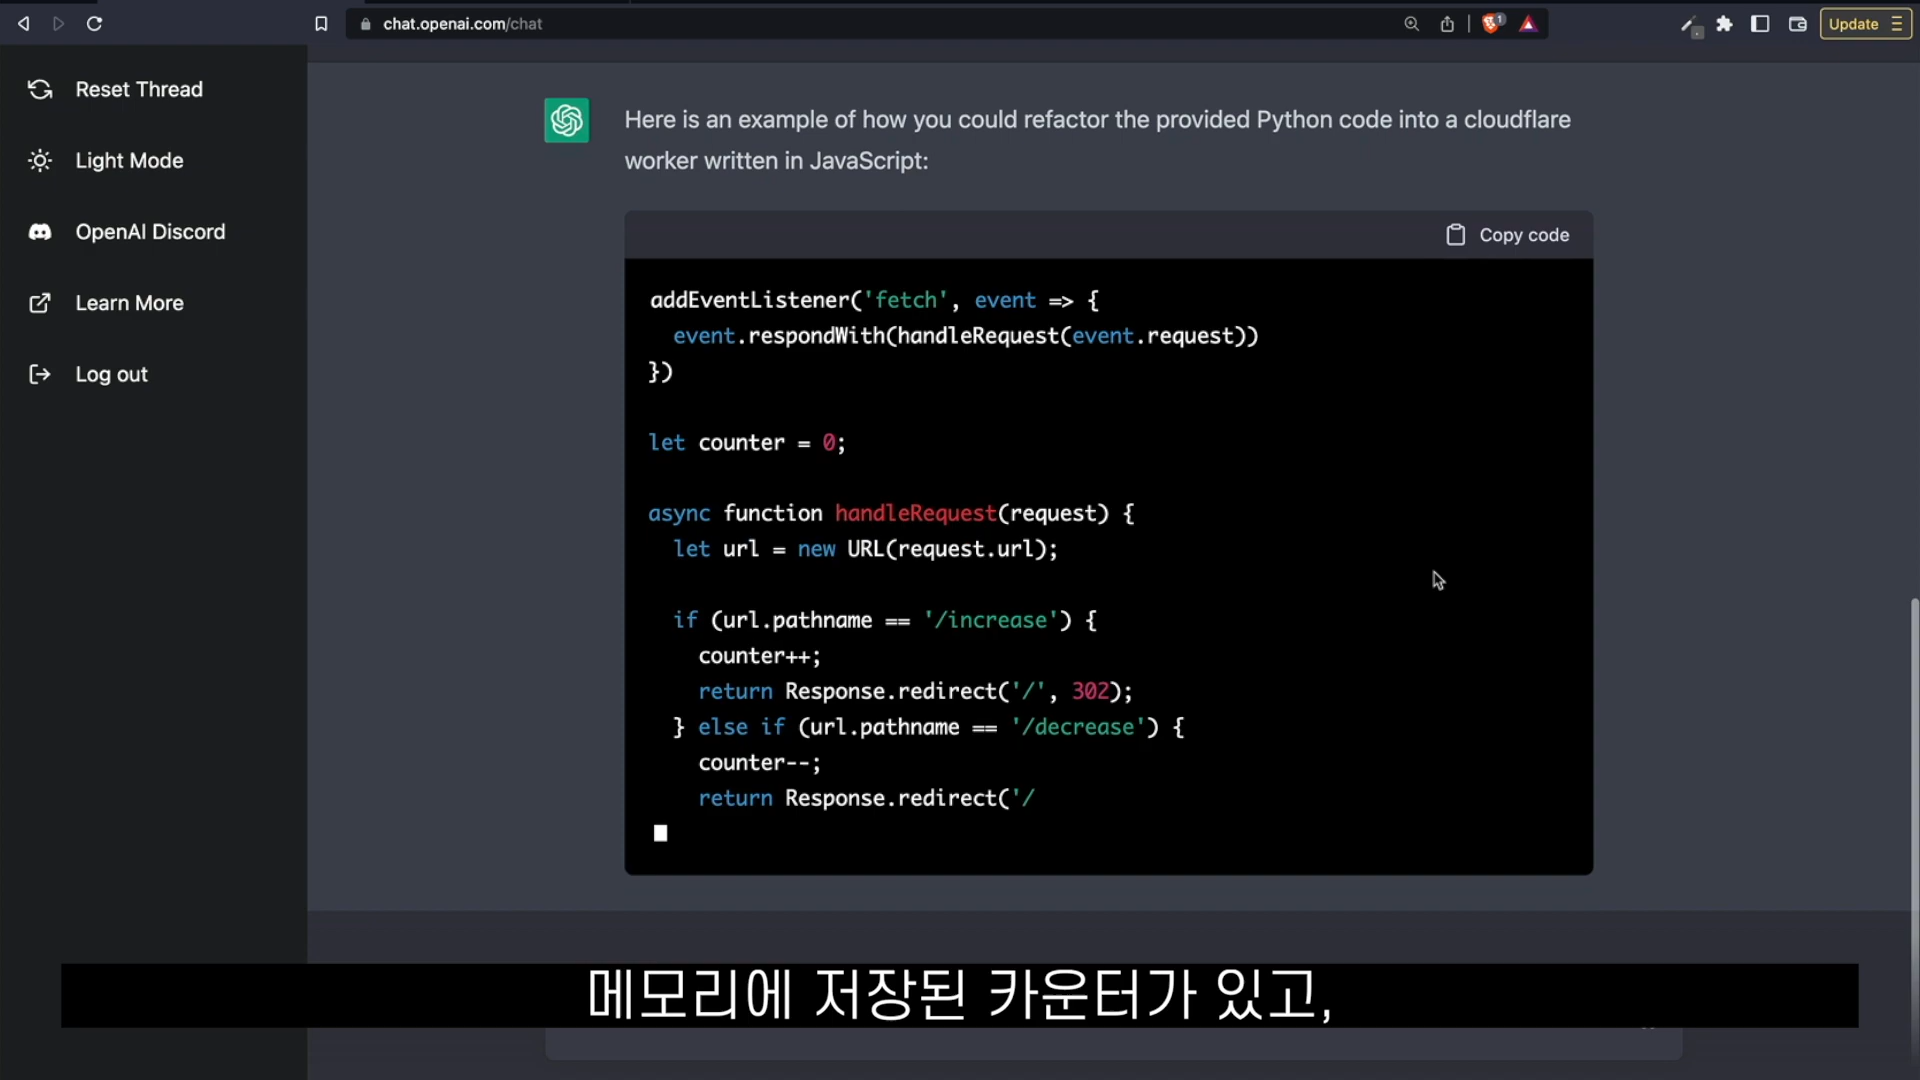 chat.openai.com/chat
1
Update
Reset Thread
Light Mode
OpenAI Discord
Learn More
Log out
Here is an example of how you could refactor the provided Python code into a cloudflare
worker written in JavaScript:
Copy code
addEventListener('fetch', event => {
  event.respondWith(handleRequest(event.request))
})
let counter = 0;
async function handleRequest(request) {
  let url = new URL(request.url);
  if (url.pathname == '/increase') {
    counter++;
    return Response.redirect('/', 302);
  } else if (url.pathname == '/decrease') {
    counter--;
    return Response.redirect('/
메모리에 저장된 카운터가 있고,